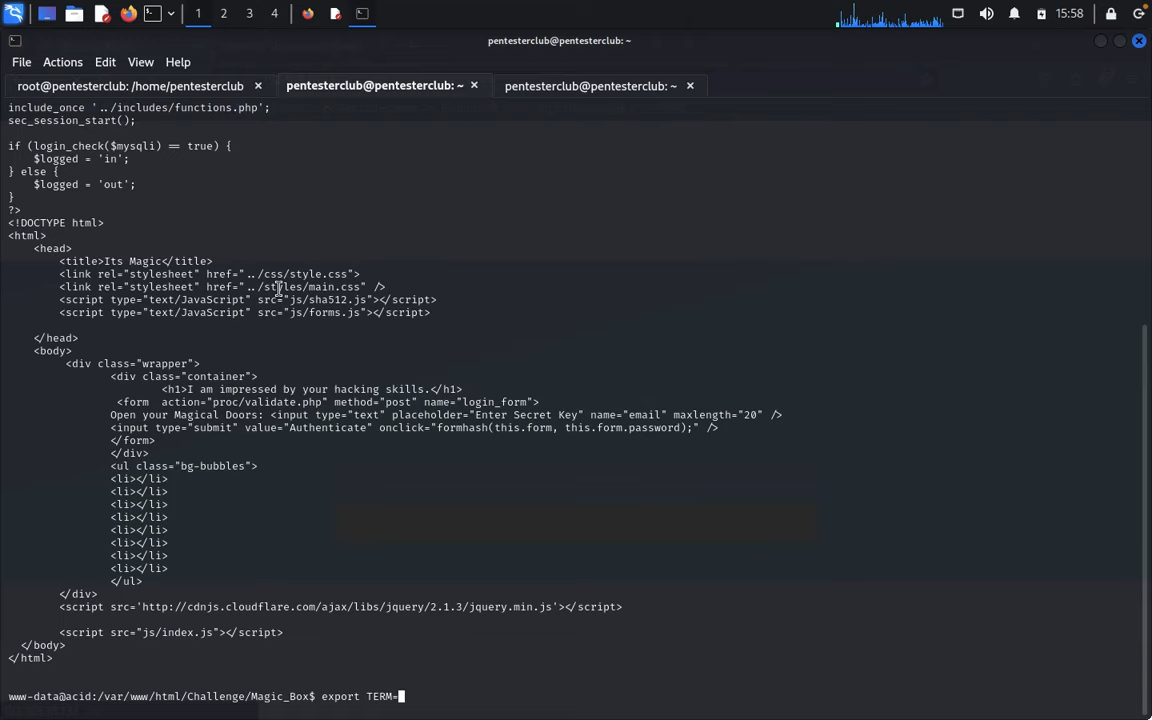 1 2 3 4 15:58
pentesterclub@pentesterclub: ~
File Actions Edit View Help
root@pentesterclub: /home/pentesterclub pentesterclub@pentesterclub: ~ pentesterclub@pentesterclub: ~
include_once '../includes/functions.php';
sec_session_start();
if (login_check($mysqli) == true) {
$logged = 'in';
} else {
$logged = 'out';
}
?>
<!DOCTYPE html>
<html>
<head>
<title>Its Magic</title>
<link rel="stylesheet" href="../css/style.css">
<link rel="stylesheet" href="../styles/main.css" />
<script type="text/JavaScript" src="js/sha512.js"></script>
<script type="text/JavaScript" src="js/forms.js"></script>
</head>
<body>
<div class="wrapper">
<div class="container">
<h1>I am impressed by your hacking skills.</h1>
<form  action="proc/validate.php" method="post" name="login_form">
Open your Magical Doors: <input type="text" placeholder="Enter Secret Key" name="email" maxlength="20" />
<input type="submit" value="Authenticate" onclick="formhash(this.form, this.form.password);" />
</form>
</div>
<ul class="bg-bubbles">
<li></li>
<li></li>
<li></li>
<li></li>
<li></li>
<li></li>
<li></li>
<li></li>
</ul>
</div>
<script src='http://cdnjs.cloudflare.com/ajax/libs/jquery/2.1.3/jquery.min.js'></script>
<script src="js/index.js"></script>
</body>
</html>
www-data@acid:/var/www/html/Challenge/Magic_Box$ export TERM=